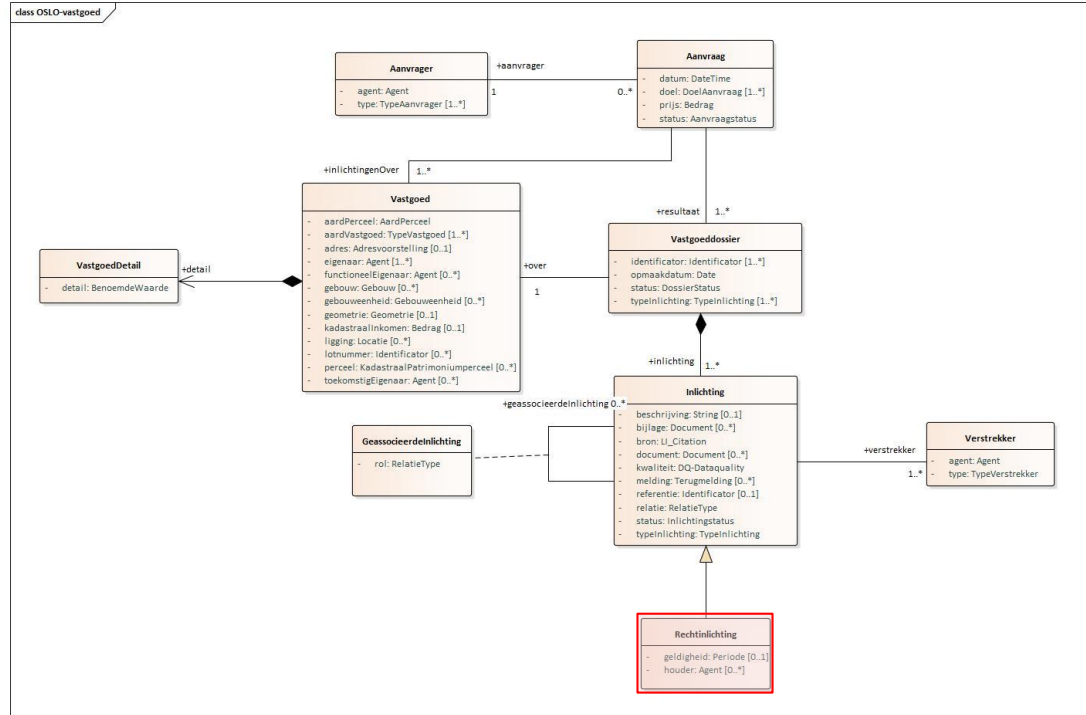 class OSLO-vastgoed
Aanvrager
- agent: Agent
- type: TypeAanvrager [1..*]
+aanvrager
1
0..*
Aanvraag
- datum: DateTime
- doel: DoelAanvraag [1..*]
- prijs: Bedrag
- status: Aanvraagstatus
+inlichtingenOver
1..*
+resultaat
1..*
VastgoedDetail
- detail: BenoemdeWaarde
+detail
Vastgoed
- aardPerceel: AardPerceel
- aardVastgoed: TypeVastgoed [1..*]
- adres: Adresvoorstelling [0..1]
- eigenaar: Agent [1..*]
- functioneelEigenaar: Agent [0..*]
- gebouw: Gebouw [0..*]
- gebouweenheid: Gebouweenheid [0..*]
- geometrie: Geometrie [0..1]
- kadastraalInkomen: Bedrag [0..1]
- ligging: Locatie [0..*]
- lotnummer: Identificator [0..*]
- perceel: KadastraalPatrimoniumperceel [0..*]
- toekomstigEigenaar: Agent [0..*]
+over
1
Vastgoeddossier
- identificator: Identificator [1..*]
- opmaakdatum: Date
- status: DossierStatus
- typeInlichting: TypeInlichting [1..*]
+inlichting
1..*
+geassocieerdeInlichting 0..*
GeassocieerdeInlichting
- rol: RelatieType
Inlichting
- beschrijving: String [0..1]
- bijlage: Document [0..*]
- bron: LI_Citation
- document: Document [0..*]
- kwaliteit: DQ-Dataquality
- melding: Terugmelding [0..*]
- referentie: Identificator [0..1]
- relatie: RelatieType
- status: Inlichtingstatus
- typeInlichting: TypeInlichting
+verstrekker
1..*
Verstrekker
- agent: Agent
- type: TypeVerstrekker
Rechtinlichting
- geldigheid: Periode [0..1]
- houder: Agent [0..*]